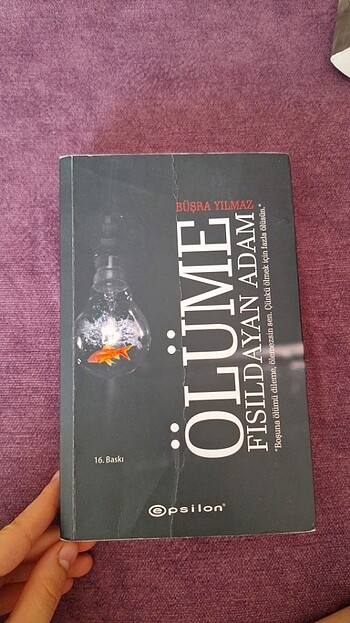 BÜŞRA YILMAZ
ÖLÜME
FISILDAYAN ADAM
"Boşuna ölümü dileme, ölemezsin sen. Çünkü ölmek için fazla ölüsün."
16. Baskı
epsilon®